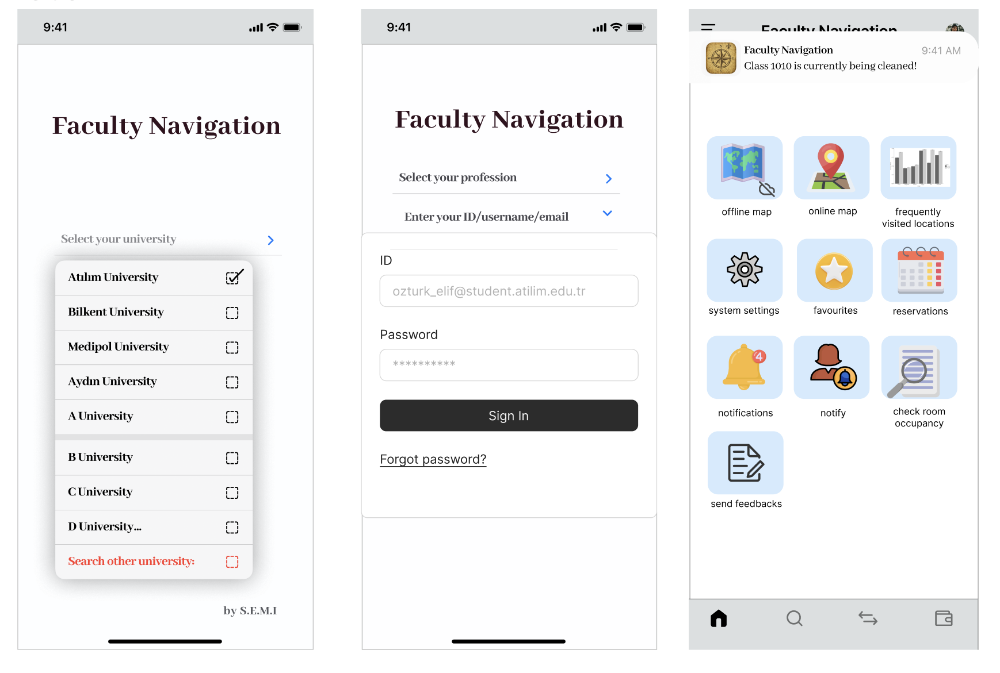 9:41
Faculty Navigation
Select your university
Atılım University
Bilkent University
Medipol University
Aydın University
A University
B University
C University
D University...
Search other university:
by S.E.M.I
9:41
Faculty Navigation
Select your profession
Enter your ID/username/email
ID
ozturk_elif@student.atilim.edu.tr
Password
**********
Sign In
Forgot password?
Faculty Navigation
Faculty Navigation
9:41 AM
Class 1010 is currently being cleaned!
offline map
online map
frequently
visited locations
system settings
favourites
reservations
4
notifications
notify
check room
occupancy
send feedbacks